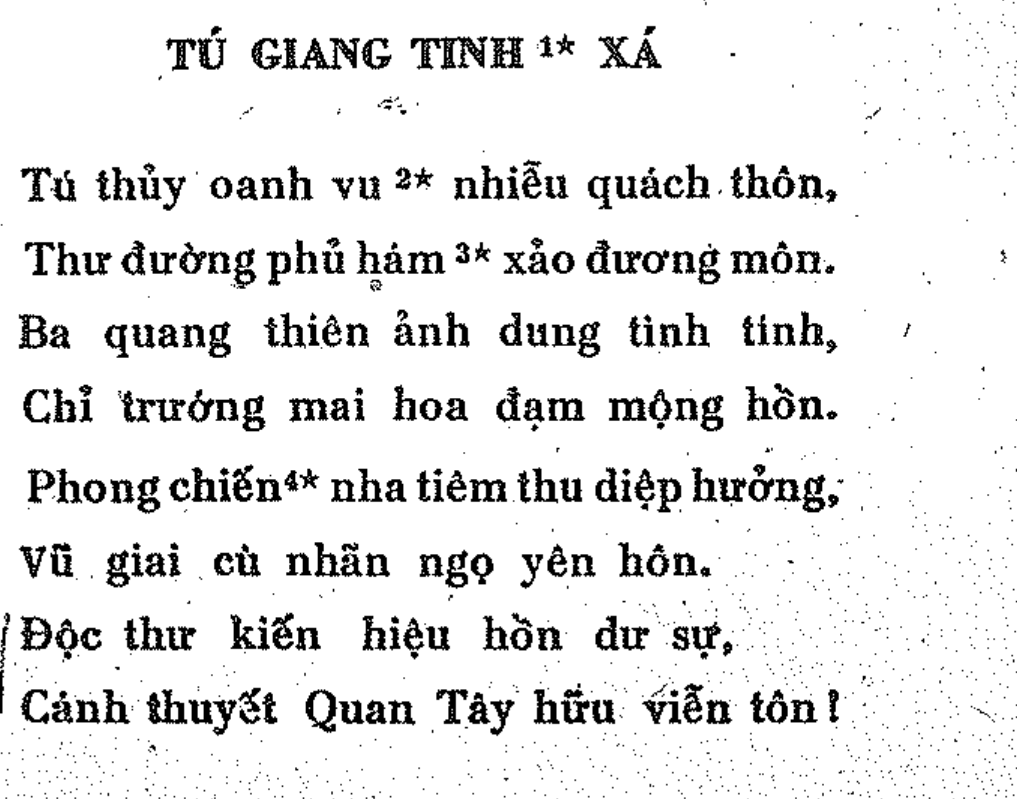 TÚ GIANG TINH ¹* XÁ
Tú thủy oanh vu ²* nhiễu quách thôn,
Thư đường phủ hám ³* xảo đương môn.
Ba quang thiên ảnh dung tình tính,
Chỉ trướng mai hoa đạm mộng hồn.
Phong chiến⁴* nha tiêm thu diệp hưởng,
Vũ giai cù nhãn ngọ yên hôn.
Độc thư kiến hiệu hồn dư sự,
Cánh thuyết Quan Tây hữu viễn tôn!